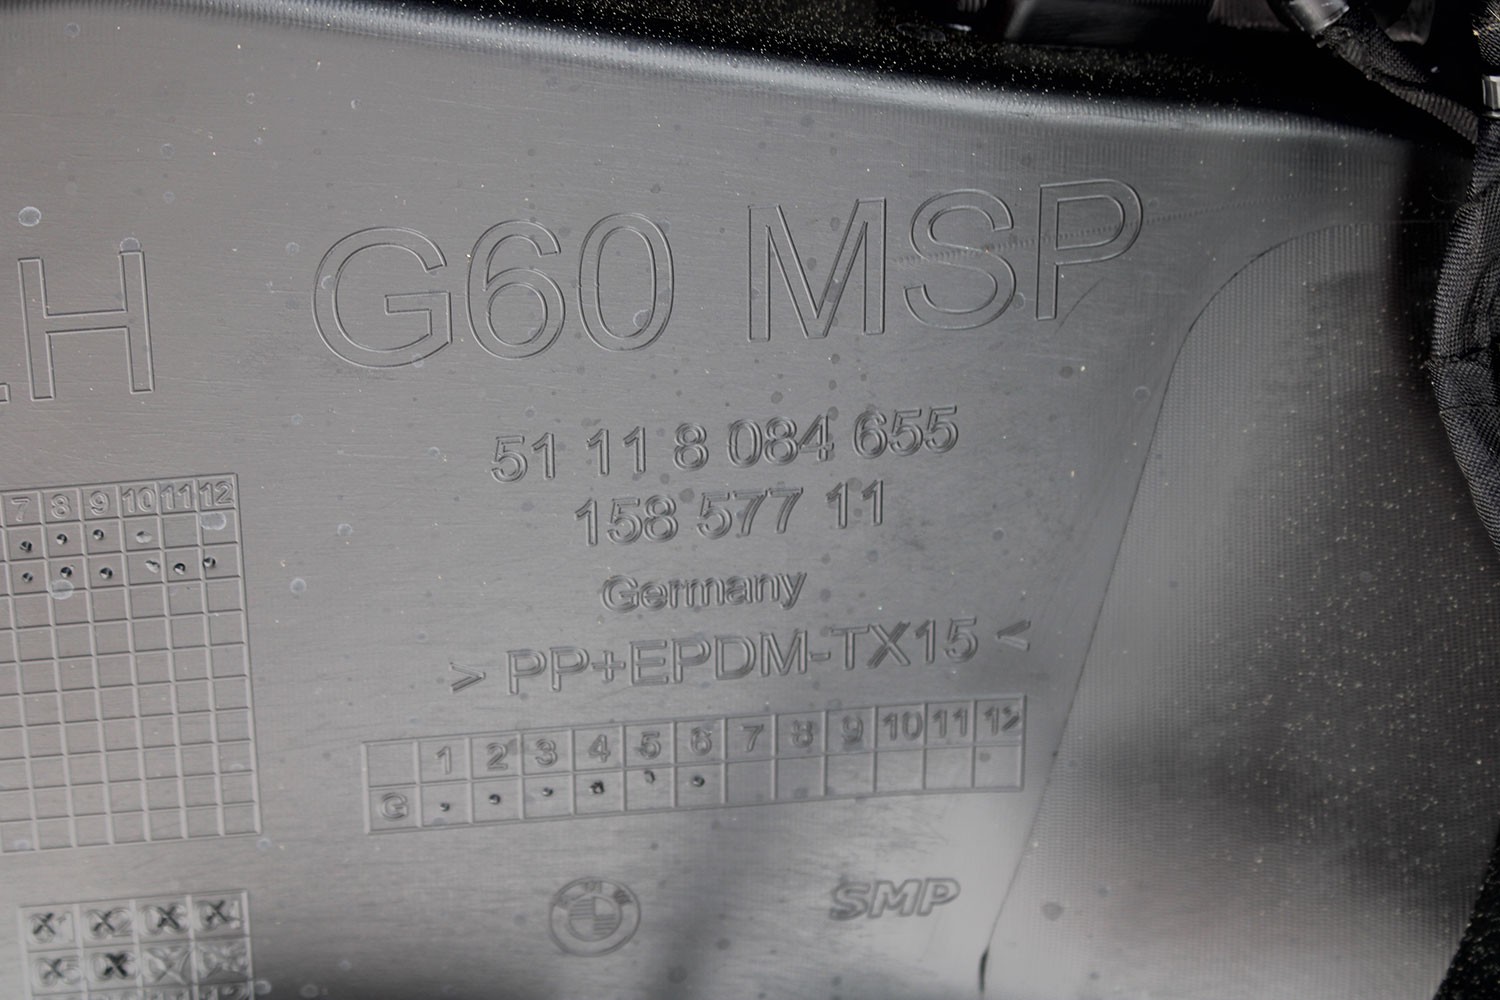 LH G60 MSP
51 11 8 084 655
158 577 11
Germany
> PP+EPDM-TX15 <
7 8 9 10 11 12
1 2 3 4 5 6 7 8 9 10 11 12
G
SMP